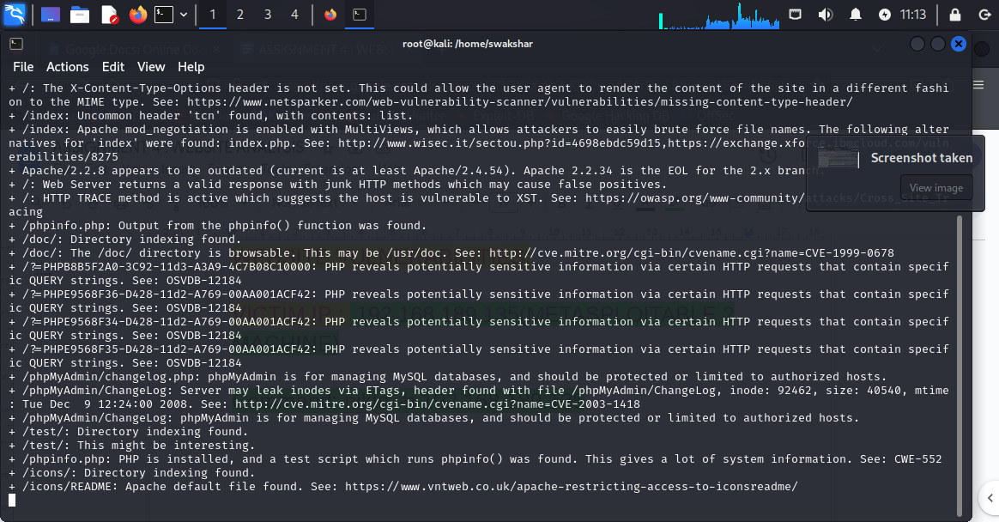 1 2 3 4 11:13
root@kali: /home/swakshar
File Actions Edit View Help
+ /: The X-Content-Type-Options header is not set. This could allow the user agent to render the content of the site in a different fashi
on to the MIME type. See: https://www.netsparker.com/web-vulnerability-scanner/vulnerabilities/missing-content-type-header/
+ /index: Uncommon header 'tcn' found, with contents: list.
+ /index: Apache mod_negotiation is enabled with MultiViews, which allows attackers to easily brute force file names. The following alter
natives for 'index' were found: index.php. See: http://www.wisec.it/sectou.php?id=4698ebdc59d15,https://exchange.xforce.ibmcloud.com/vuln
erabilities/8275
Screenshot taken
View image
+ Apache/2.2.8 appears to be outdated (current is at least Apache/2.4.54). Apache 2.2.34 is the EOL for the 2.x branch.
+ /: Web Server returns a valid response with junk HTTP methods which may cause false positives.
+ /: HTTP TRACE method is active which suggests the host is vulnerable to XST. See: https://owasp.org/www-community/attacks/Cross_Site_Tr
acing
+ /phpinfo.php: Output from the phpinfo() function was found.
+ /doc/: Directory indexing found.
+ /doc/: The /doc/ directory is browsable. This may be /usr/doc. See: http://cve.mitre.org/cgi-bin/cvename.cgi?name=CVE-1999-0678
+ /?=PHPB8B5F2A0-3C92-11d3-A3A9-4C7B08C10000: PHP reveals potentially sensitive information via certain HTTP requests that contain specif
ic QUERY strings. See: OSVDB-12184
+ /?=PHPE9568F36-D428-11d2-A769-00AA001ACF42: PHP reveals potentially sensitive information via certain HTTP requests that contain specif
ic QUERY strings. See: OSVDB-12184
+ /?=PHPE9568F34-D428-11d2-A769-00AA001ACF42: PHP reveals potentially sensitive information via certain HTTP requests that contain specif
ic QUERY strings. See: OSVDB-12184
+ /?=PHPE9568F35-D428-11d2-A769-00AA001ACF42: PHP reveals potentially sensitive information via certain HTTP requests that contain specif
ic QUERY strings. See: OSVDB-12184
+ /phpMyAdmin/changelog.php: phpMyAdmin is for managing MySQL databases, and should be protected or limited to authorized hosts.
+ /phpMyAdmin/ChangeLog: Server may leak inodes via ETags, header found with file /phpMyAdmin/ChangeLog, inode: 92462, size: 40540, mtime
: Tue Dec  9 12:24:00 2008. See: http://cve.mitre.org/cgi-bin/cvename.cgi?name=CVE-2003-1418
+ /phpMyAdmin/ChangeLog: phpMyAdmin is for managing MySQL databases, and should be protected or limited to authorized hosts.
+ /test/: Directory indexing found.
+ /test/: This might be interesting.
+ /phpinfo.php: PHP is installed, and a test script which runs phpinfo() was found. This gives a lot of system information. See: CWE-552
+ /icons/: Directory indexing found.
+ /icons/README: Apache default file found. See: https://www.vntweb.co.uk/apache-restricting-access-to-iconsreadme/